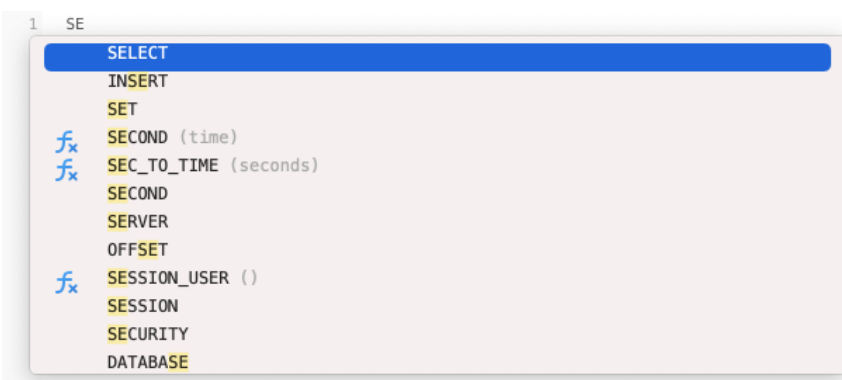 1 SE
SELECT
INSERT
SET
SECOND (time)
SEC_TO_TIME (seconds)
SECOND
SERVER
OFFSET
SESSION_USER ()
SESSION
SECURITY
DATABASE